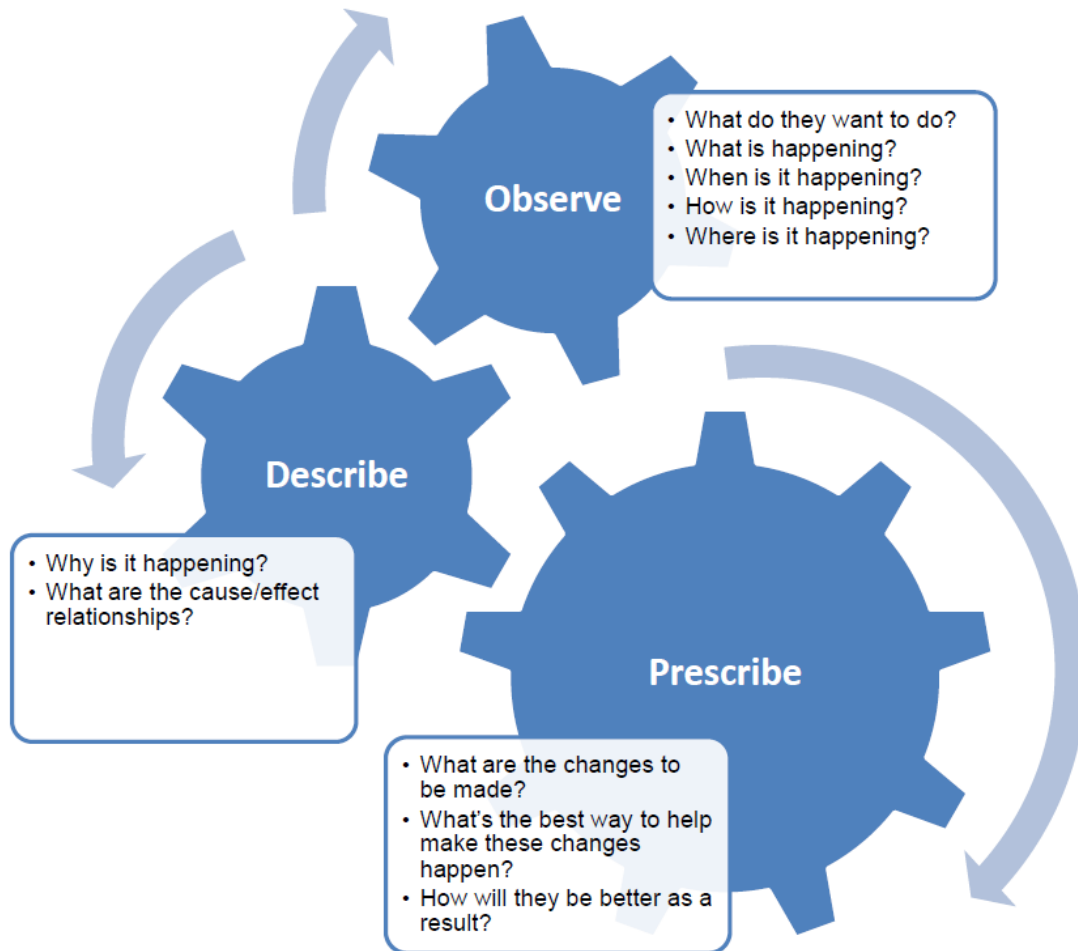 Observe
• What do they want to do?
• What is happening?
• When is it happening?
• How is it happening?
• Where is it happening?
Describe
• Why is it happening?
• What are the cause/effect
relationships?
Prescribe
• What are the changes to
be made?
• What's the best way to help
make these changes
happen?
• How will they be better as a
result?